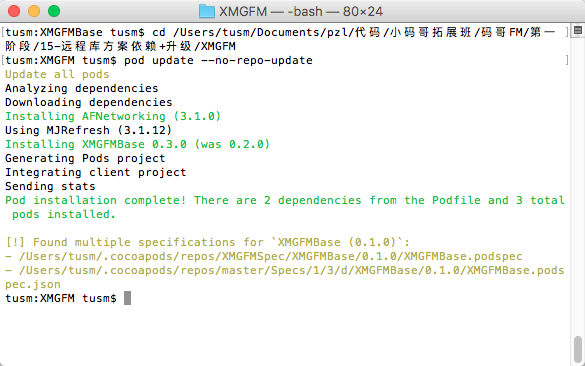 XMGFM — -bash — 80×24
[tusm:XMGFMBase tusm$ cd /Users/tusm/Documents/pzl/代码/小码哥拓展班/码哥FM/第一]
阶段/15-远程库方案依赖+升级/XMGFM
[tusm:XMGFM tusm$ pod update --no-repo-update]
Update all pods
Analyzing dependencies
Downloading dependencies
Installing AFNetworking (3.1.0)
Using MJRefresh (3.1.12)
Installing XMGFMBase 0.3.0 (was 0.2.0)
Generating Pods project
Integrating client project
Sending stats
Pod installation complete! There are 2 dependencies from the Podfile and 3 total
pods installed.
[!] Found multiple specifications for `XMGFMBase (0.1.0)`:
- /Users/tusm/.cocoapods/repos/XMGFMSpec/XMGFMBase/0.1.0/XMGFMBase.podspec
- /Users/tusm/.cocoapods/repos/master/Specs/1/3/d/XMGFMBase/0.1.0/XMGFMBase.pods
pec.json
tusm:XMGFM tusm$